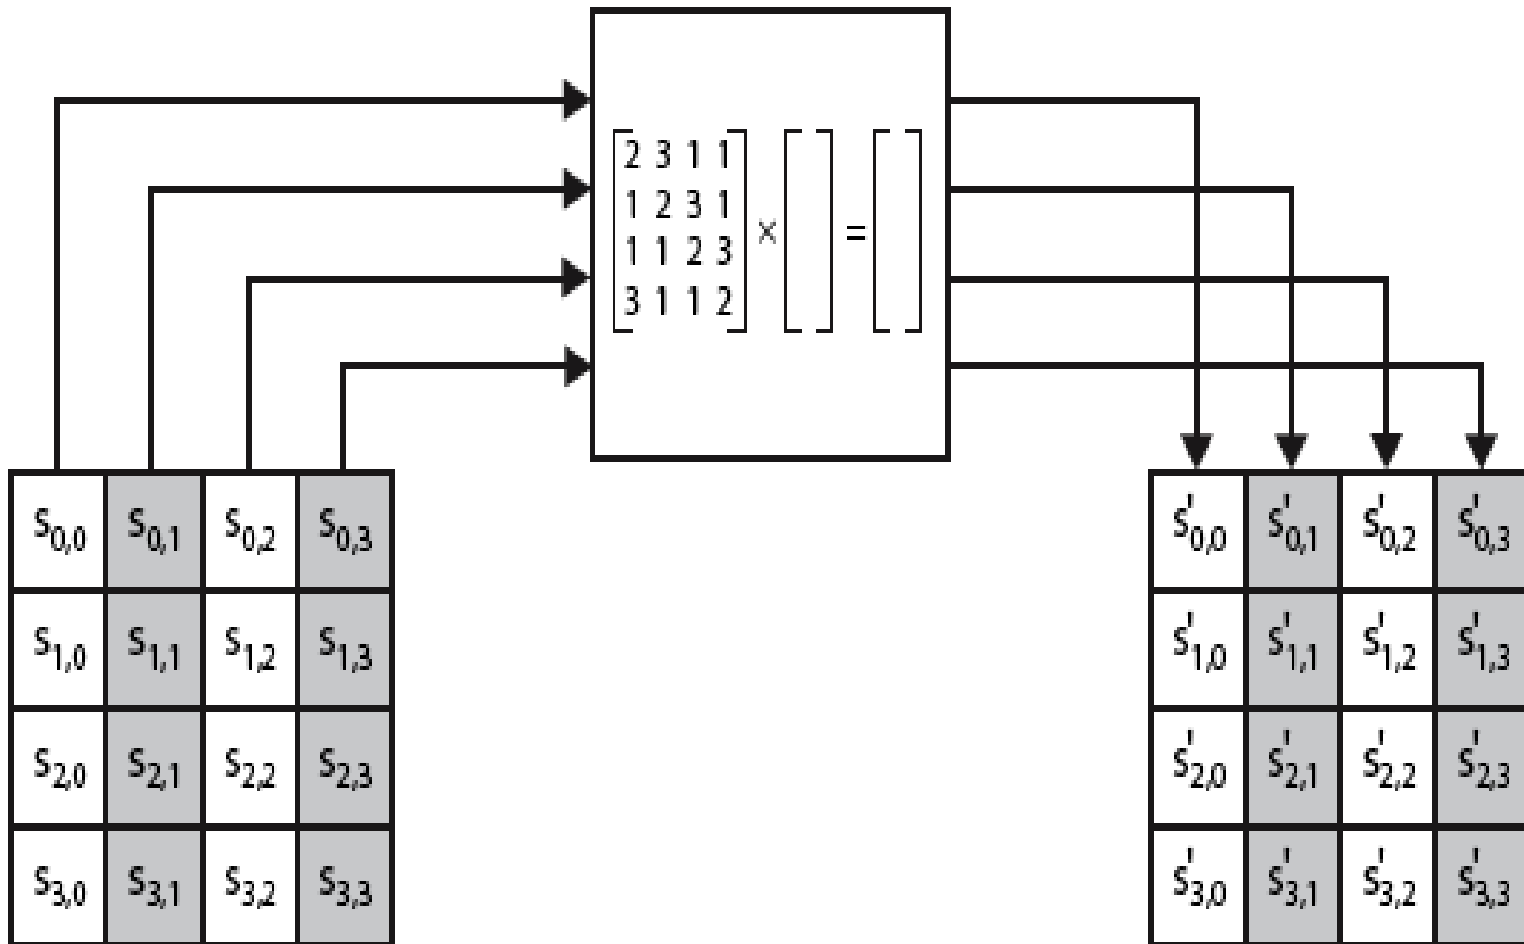 2 3 1 1
1 2 3 1
1 1 2 3
3 1 1 2
× =
S0,0 S0,1 S0,2 S0,3
S1,0 S1,1 S1,2 S1,3
S2,0 S2,1 S2,2 S2,3
S3,0 S3,1 S3,2 S3,3
S'0,0 S'0,1 S'0,2 S'0,3
S'1,0 S'1,1 S'1,2 S'1,3
S'2,0 S'2,1 S'2,2 S'2,3
S'3,0 S'3,1 S'3,2 S'3,3